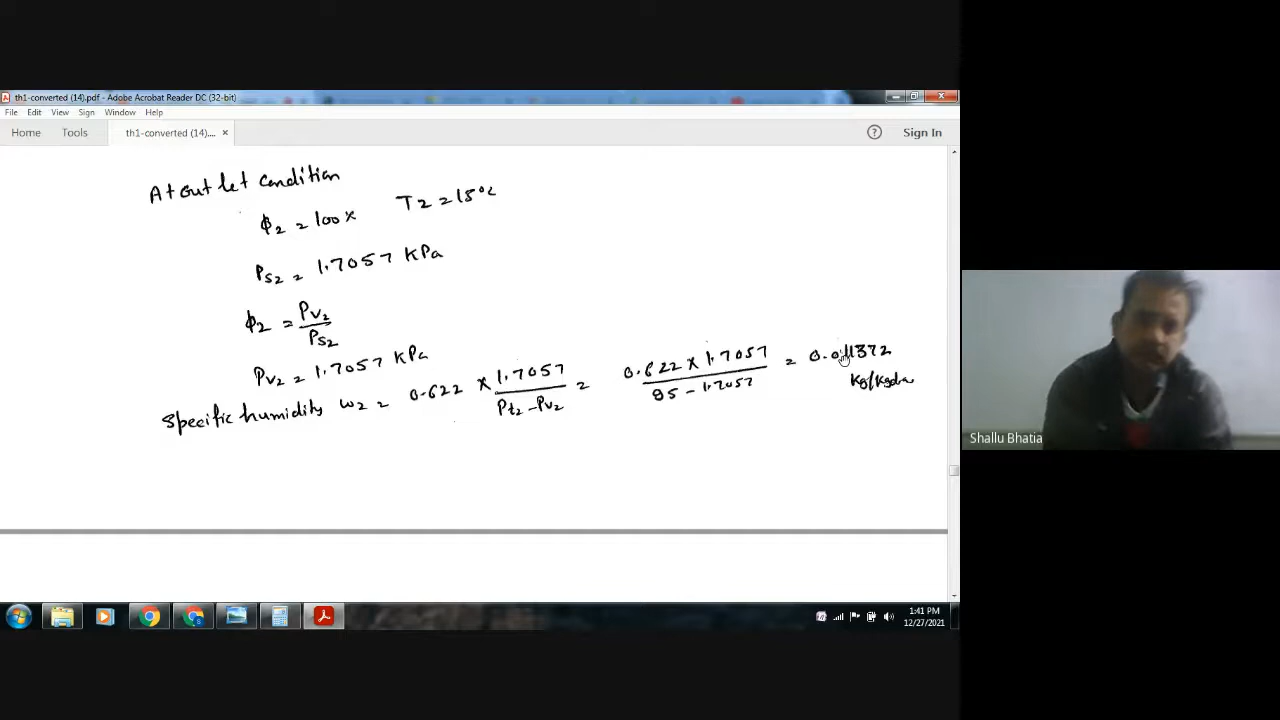 th1-converted (14).pdf - Adobe Acrobat Reader DC (32-bit)
File Edit View Sign Window Help
Home Tools th1-converted (14).... × ? Sign In
At outlet condition
ϕ2 = 100% T2 = 15°C
Ps2 = 1.7057 KPa
ϕ2 = Pv2 / Ps2
Pv2 = 1.7057 KPa
Specific humidity ω2 = 0.622 × 1.7057 / Pt2 - Pv2 = 0.622 × 1.7057 / 95 - 1.7057 = 0.011372
Kg/Kgda
Shallu Bhatia
1:41 PM
12/27/2021